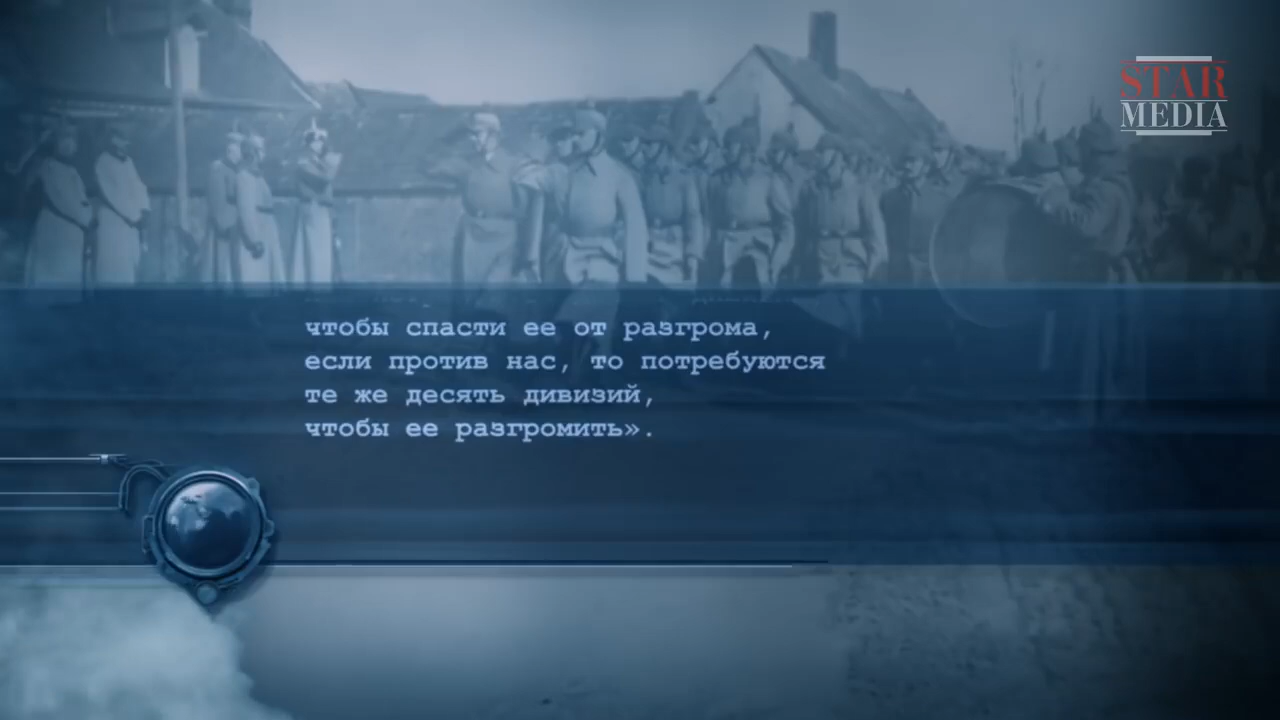 STAR
MEDIA
чтобы спасти ее от разгрома,
если против нас, то потребуются
те же десять дивизий,
чтобы ее разгромить».